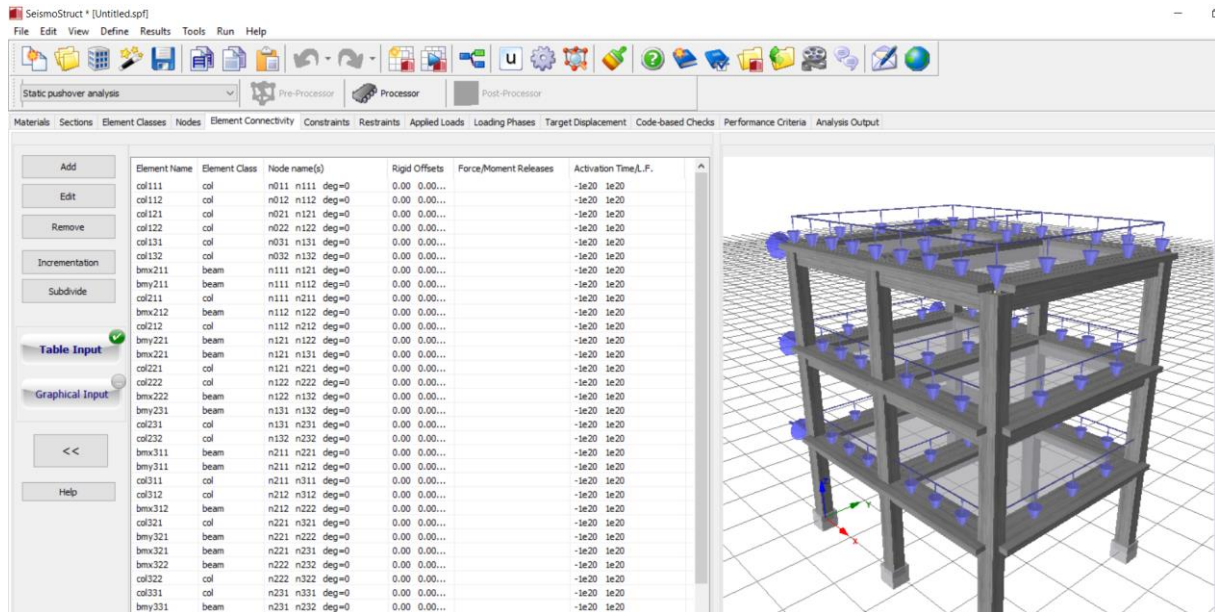 SeismoStruct * [Untitled.spf]
File Edit View Define Results Tools Run Help
u
Static pushover analysis Pre-Processor Processor Post-Processor
Materials Sections Element Classes Nodes Element Connectivity Constraints Restraints Applied Loads Loading Phases Target Displacement Code-based Checks Performance Criteria Analysis Output
Add
Edit
Remove
Incrementation
Subdivide
Table Input
Graphical Input
<<
Help
Element Name Element Class Node name(s) Rigid Offsets Force/Moment Releases Activation Time/L.F.
col111 col n011 n111 deg=0 0.00 0.00... -1e20 1e20
col112 col n012 n112 deg=0 0.00 0.00... -1e20 1e20
col121 col n021 n121 deg=0 0.00 0.00... -1e20 1e20
col122 col n022 n122 deg=0 0.00 0.00... -1e20 1e20
col131 col n031 n131 deg=0 0.00 0.00... -1e20 1e20
col132 col n032 n132 deg=0 0.00 0.00... -1e20 1e20
bmx211 beam n111 n121 deg=0 0.00 0.00... -1e20 1e20
bmy211 beam n111 n112 deg=0 0.00 0.00... -1e20 1e20
col211 col n111 n211 deg=0 0.00 0.00... -1e20 1e20
bmx212 beam n112 n122 deg=0 0.00 0.00... -1e20 1e20
col212 col n112 n212 deg=0 0.00 0.00... -1e20 1e20
bmy221 beam n121 n122 deg=0 0.00 0.00... -1e20 1e20
bmx221 beam n121 n131 deg=0 0.00 0.00... -1e20 1e20
col221 col n121 n221 deg=0 0.00 0.00... -1e20 1e20
col222 col n122 n222 deg=0 0.00 0.00... -1e20 1e20
bmx222 beam n122 n132 deg=0 0.00 0.00... -1e20 1e20
bmy231 beam n131 n132 deg=0 0.00 0.00... -1e20 1e20
col231 col n131 n231 deg=0 0.00 0.00... -1e20 1e20
col232 col n132 n232 deg=0 0.00 0.00... -1e20 1e20
bmx311 beam n211 n221 deg=0 0.00 0.00... -1e20 1e20
bmy311 beam n211 n212 deg=0 0.00 0.00... -1e20 1e20
col311 col n211 n311 deg=0 0.00 0.00... -1e20 1e20
col312 col n212 n312 deg=0 0.00 0.00... -1e20 1e20
bmx312 beam n212 n222 deg=0 0.00 0.00... -1e20 1e20
col321 col n221 n321 deg=0 0.00 0.00... -1e20 1e20
bmy321 beam n221 n222 deg=0 0.00 0.00... -1e20 1e20
bmx321 beam n221 n231 deg=0 0.00 0.00... -1e20 1e20
bmx322 beam n222 n232 deg=0 0.00 0.00... -1e20 1e20
col322 col n222 n322 deg=0 0.00 0.00... -1e20 1e20
col331 col n231 n331 deg=0 0.00 0.00... -1e20 1e20
bmy331 beam n231 n232 deg=0 0.00 0.00... -1e20 1e20
Y
X